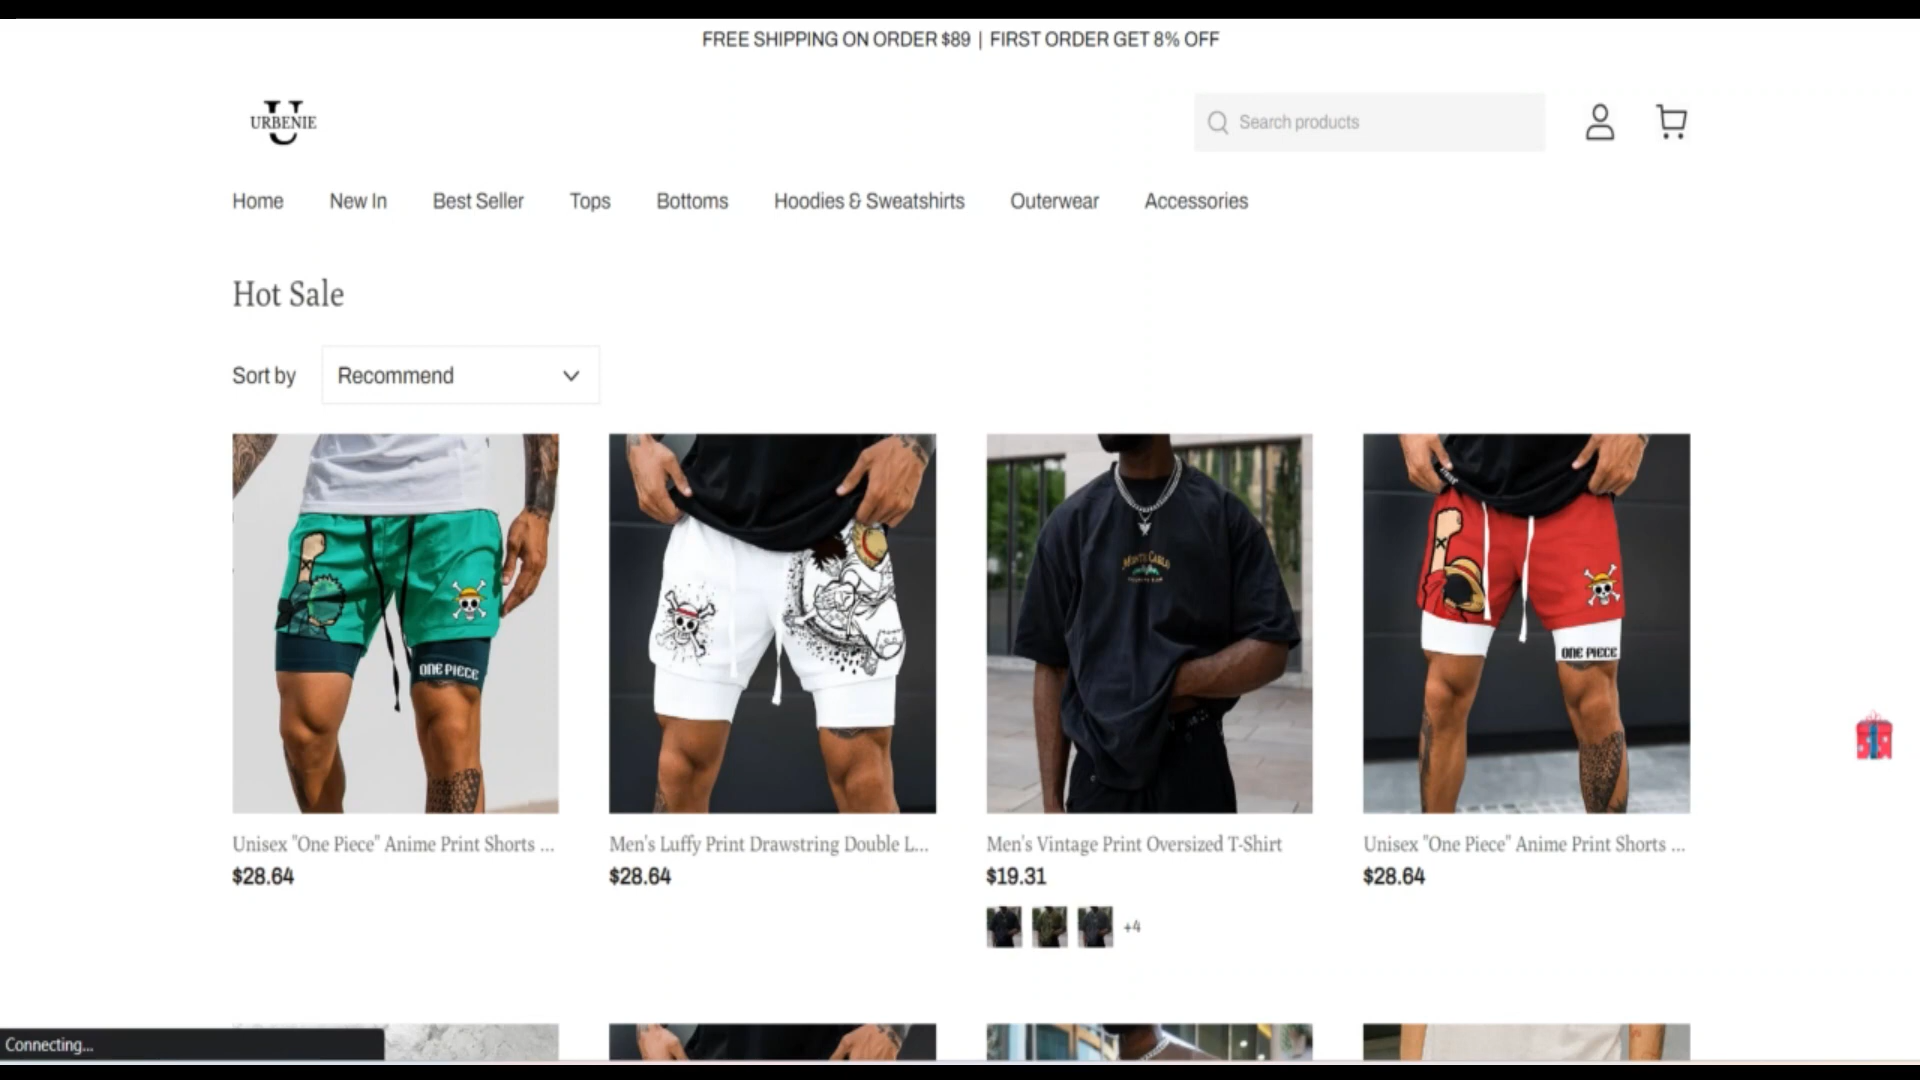 FREE SHIPPING ON ORDER $89 | FIRST ORDER GET 8% OFF
U
URBENIE
Search products
Home New In Best Seller Tops Bottoms Hoodies & Sweatshirts Outerwear Accessories
Hot Sale
Sort by Recommend
MONTE CARLO
ONE PIECE
ONE PIECE
Unisex "One Piece" Anime Print Shorts ...
$28.64
Men's Luffy Print Drawstring Double L...
$28.64
Men's Vintage Print Oversized T-Shirt
$19.31
+4
Unisex "One Piece" Anime Print Shorts ...
$28.64
Connecting...